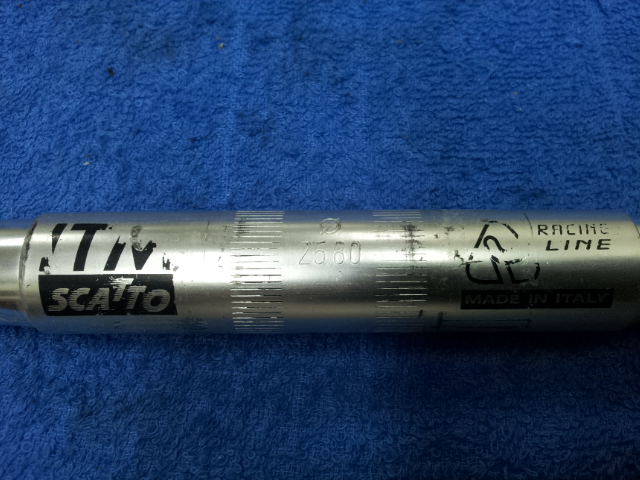 ITM
SCATTO
Ø
25.80
RACING
LINE
MADE IN ITALY